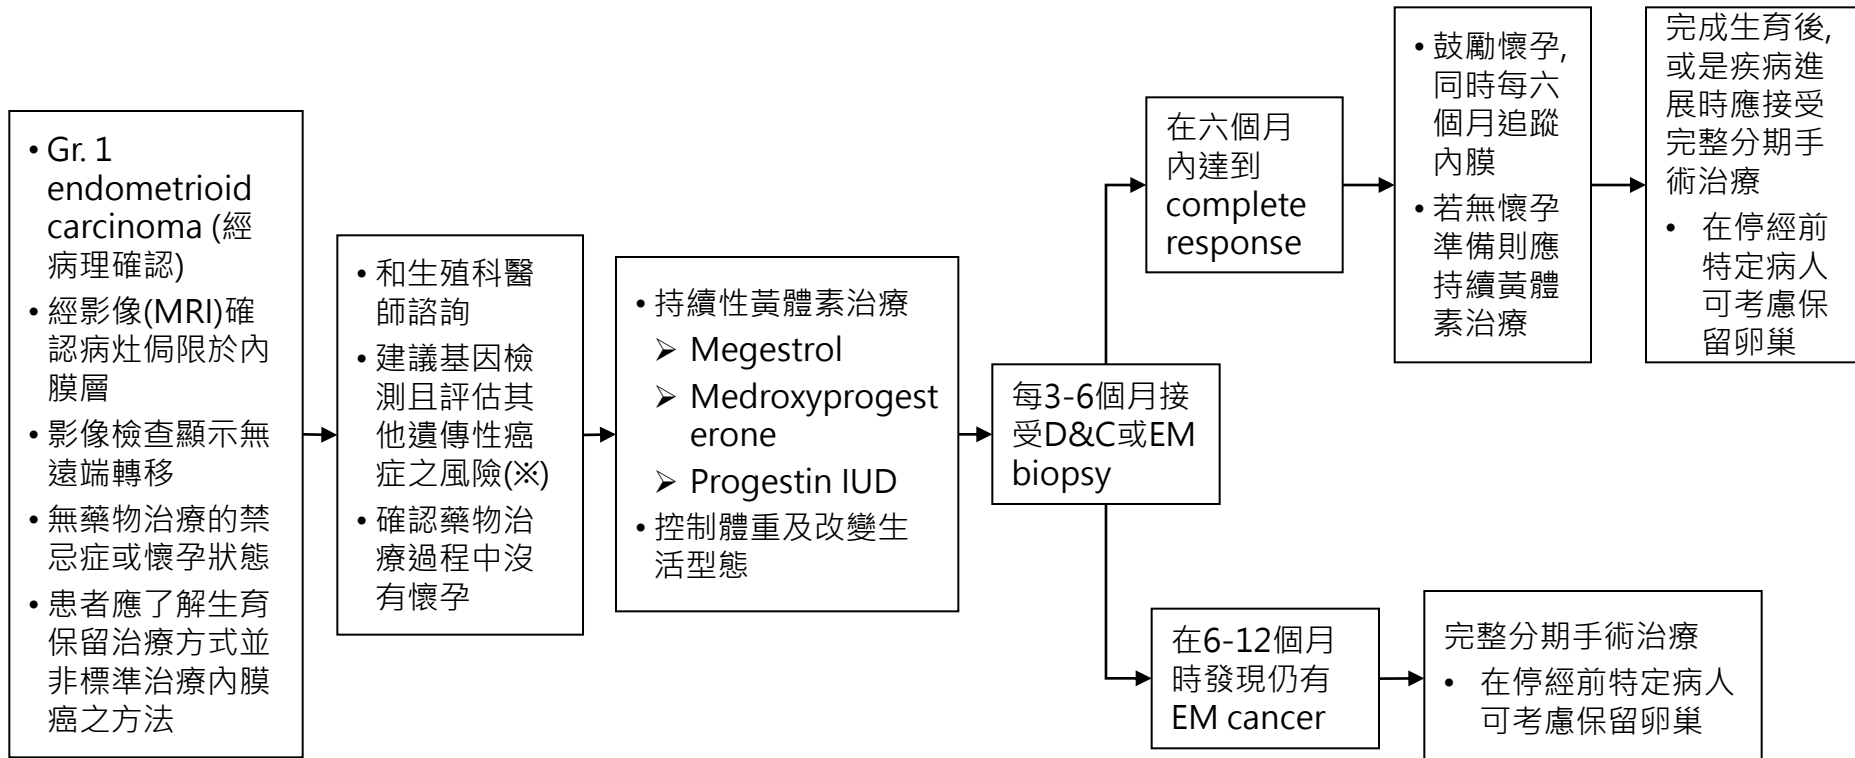 • Gr. 1
endometrioid
carcinoma (經
病理確認)
• 經影像(MRI)確
認病灶侷限於內
膜層
• 影像檢查顯示無
遠端轉移
• 無藥物治療的禁
忌症或懷孕狀態
• 患者應了解生育
保留治療方式並
非標準治療內膜
癌之方法
• 和生殖科醫
師諮詢
• 建議基因檢
測且評估其
他遺傳性癌
症之風險(※)
• 確認藥物治
療過程中沒
有懷孕
• 持續性黃體素治療
➢ Megestrol
➢ Medroxyprogest
erone
➢ Progestin IUD
• 控制體重及改變生
活型態
每3-6個月接
受D&C或EM
biopsy
在六個月
內達到
complete
response
• 鼓勵懷孕,
同時每六
個月追蹤
內膜
• 若無懷孕
準備則應
持續黃體
素治療
完成生育後,
或是疾病進
展時應接受
完整分期手
術治療
• 在停經前
特定病人
可考慮保
留卵巢
在6-12個月
時發現仍有
EM cancer
完整分期手術治療
• 在停經前特定病人
可考慮保留卵巢